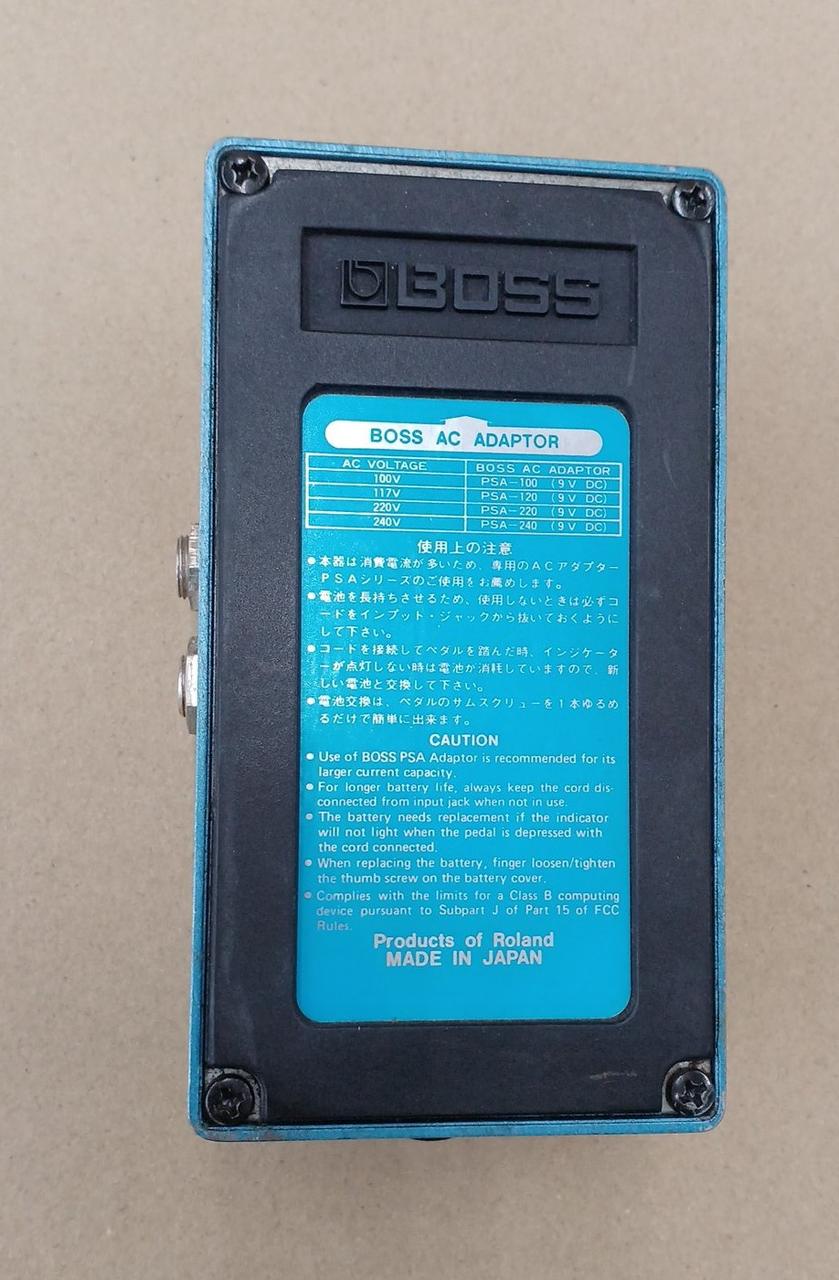 BOSS
BOSS AC ADAPTOR
AC VOLTAGE BOSS AC ADAPTOR
100V PSA-100 (9V DC)
117V PSA-120 (9V DC)
220V PSA-220 (9V DC)
240V PSA-240 (9V DC)
使用上の注意
●本器は消費電流が多いため、専用のACアダプター
PSAシリーズのご使用をお薦めします。
●電池を長持ちさせるため、使用しないときは必ずコ
ードをインプット・ジャックから抜いておくように
して下さい。
●コードを接続してペダルを踏んだ時、インジケータ
ーが点灯しない時は電池が消耗していますので、新
しい電池と交換して下さい。
●電池交換は、ペダルのサムスクリューを1本ゆるめ
るだけで簡単に出来ます。
CAUTION
● Use of BOSS PSA Adaptor is recommended for its
larger current capacity.
● For longer battery life, always keep the cord dis-
connected from input jack when not in use.
● The battery needs replacement if the indicator
will not light when the pedal is depressed with
the cord connected.
● When replacing the battery, finger loosen/tighten
the thumb screw on the battery cover.
● Complies with the limits for a Class B computing
device pursuant to Subpart J of Part 15 of FCC
Rules.
Products of Roland
MADE IN JAPAN